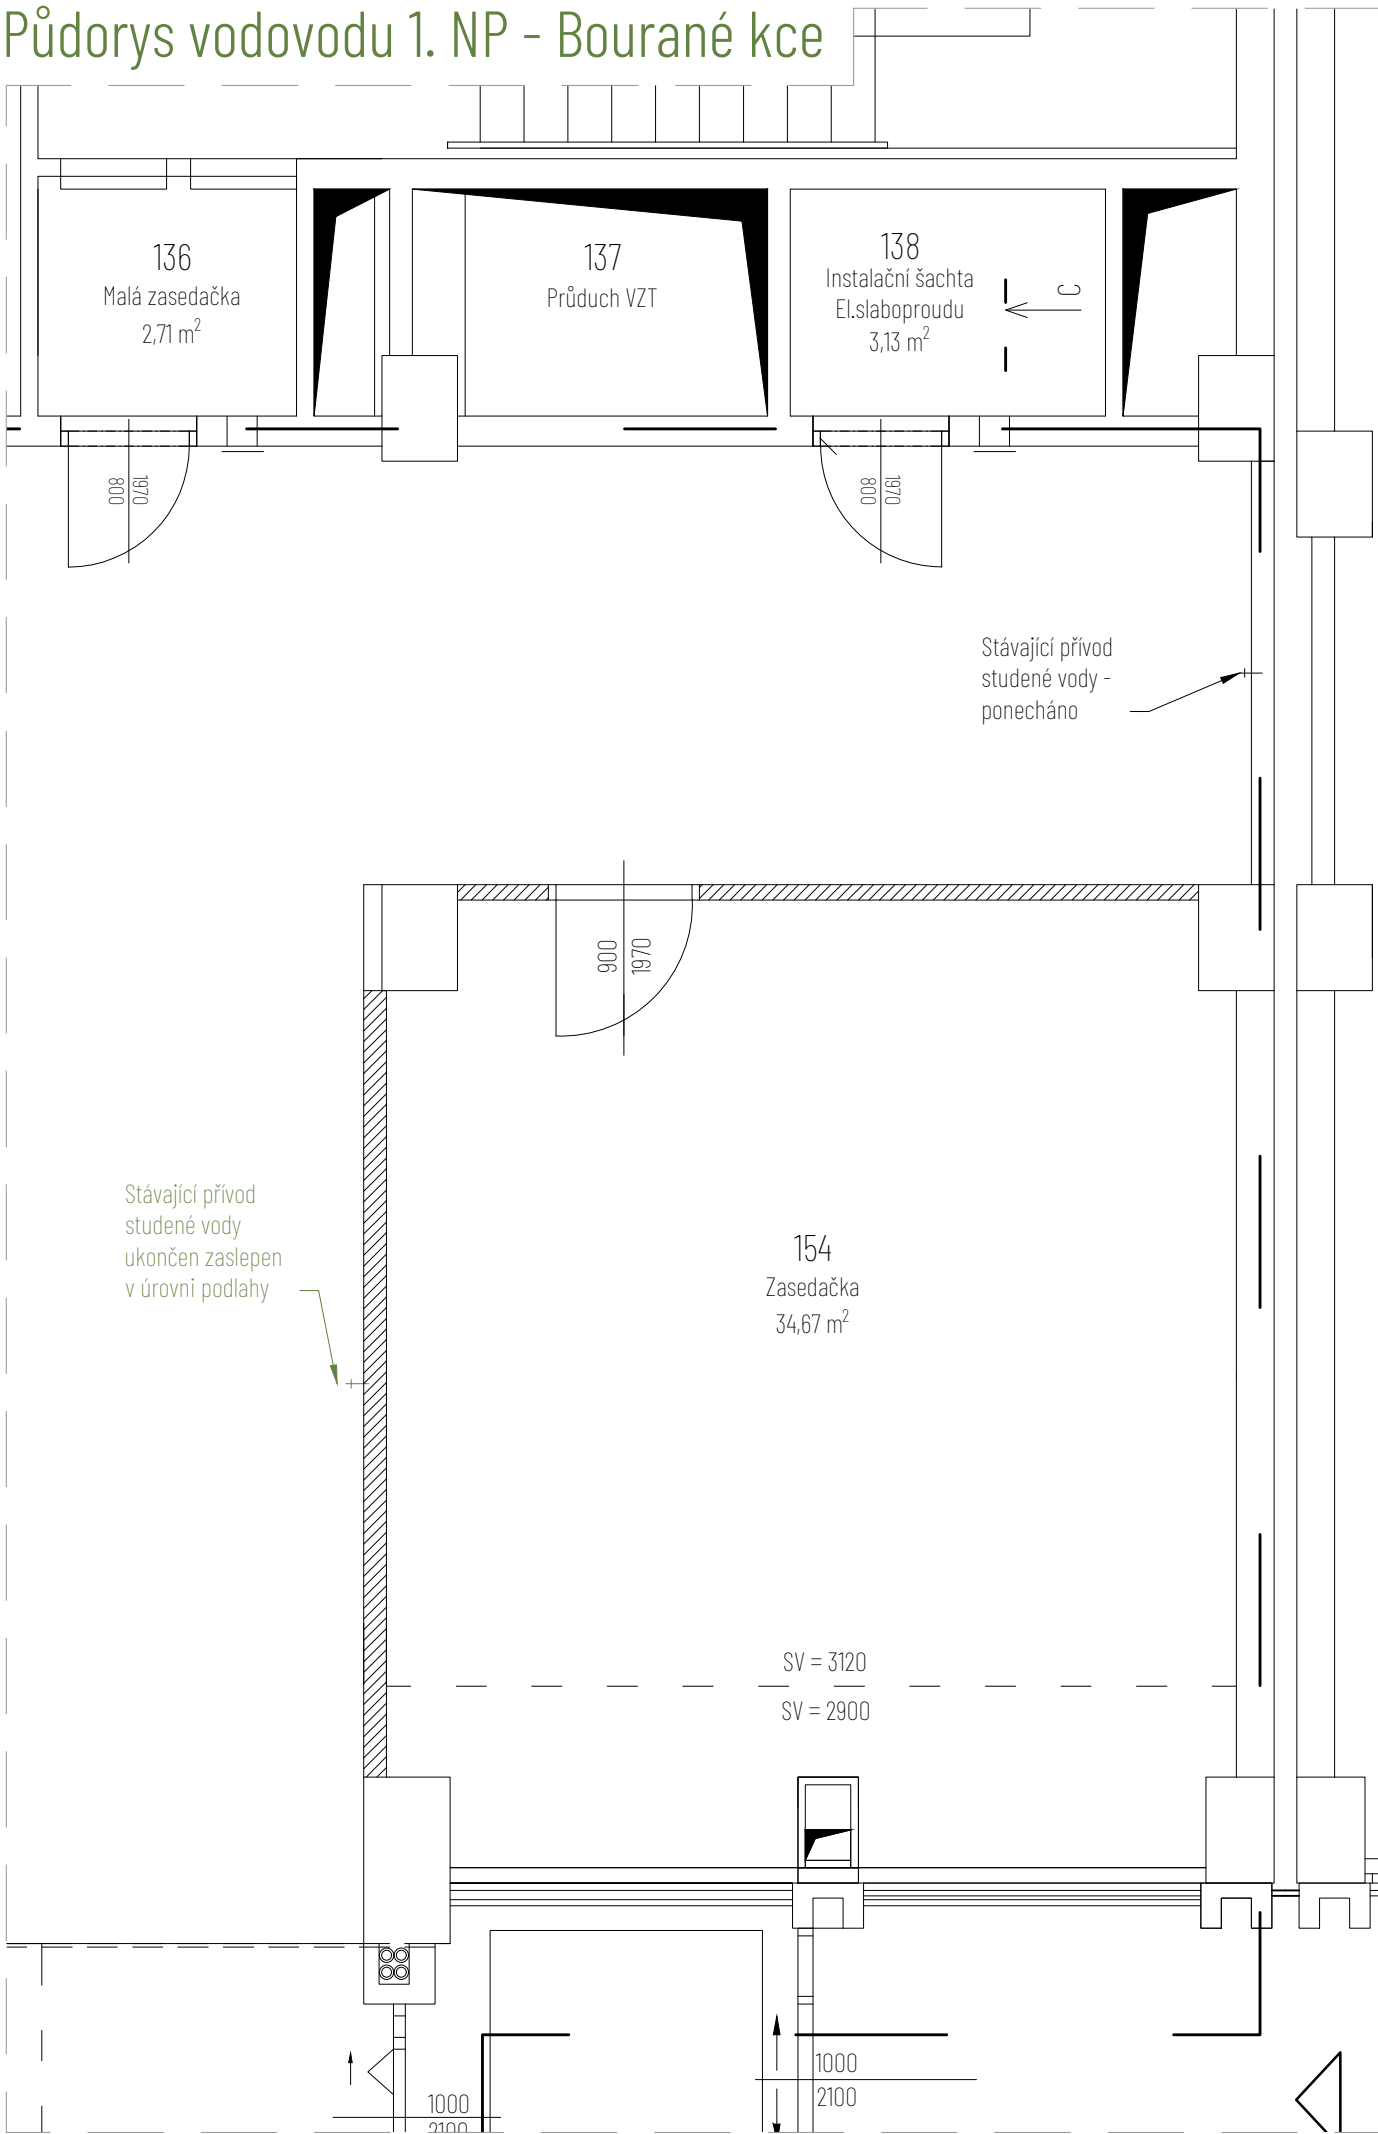 Půdorys vodovodu 1. NP - Bourané kce
136
Malá zasedačka
2,71 m²
137
Průduch VZT
138
Instalační šachta
El.slaboproudu
3,13 m²
C
800
1970
800
1970
Stávající přívod
studené vody -
ponecháno
900
1970
Stávající přívod
studené vody
ukončen zaslepen
v úrovni podlahy
154
Zasedačka
34,67 m²
SV = 3120
SV = 2900
1000
2100
1000
2100